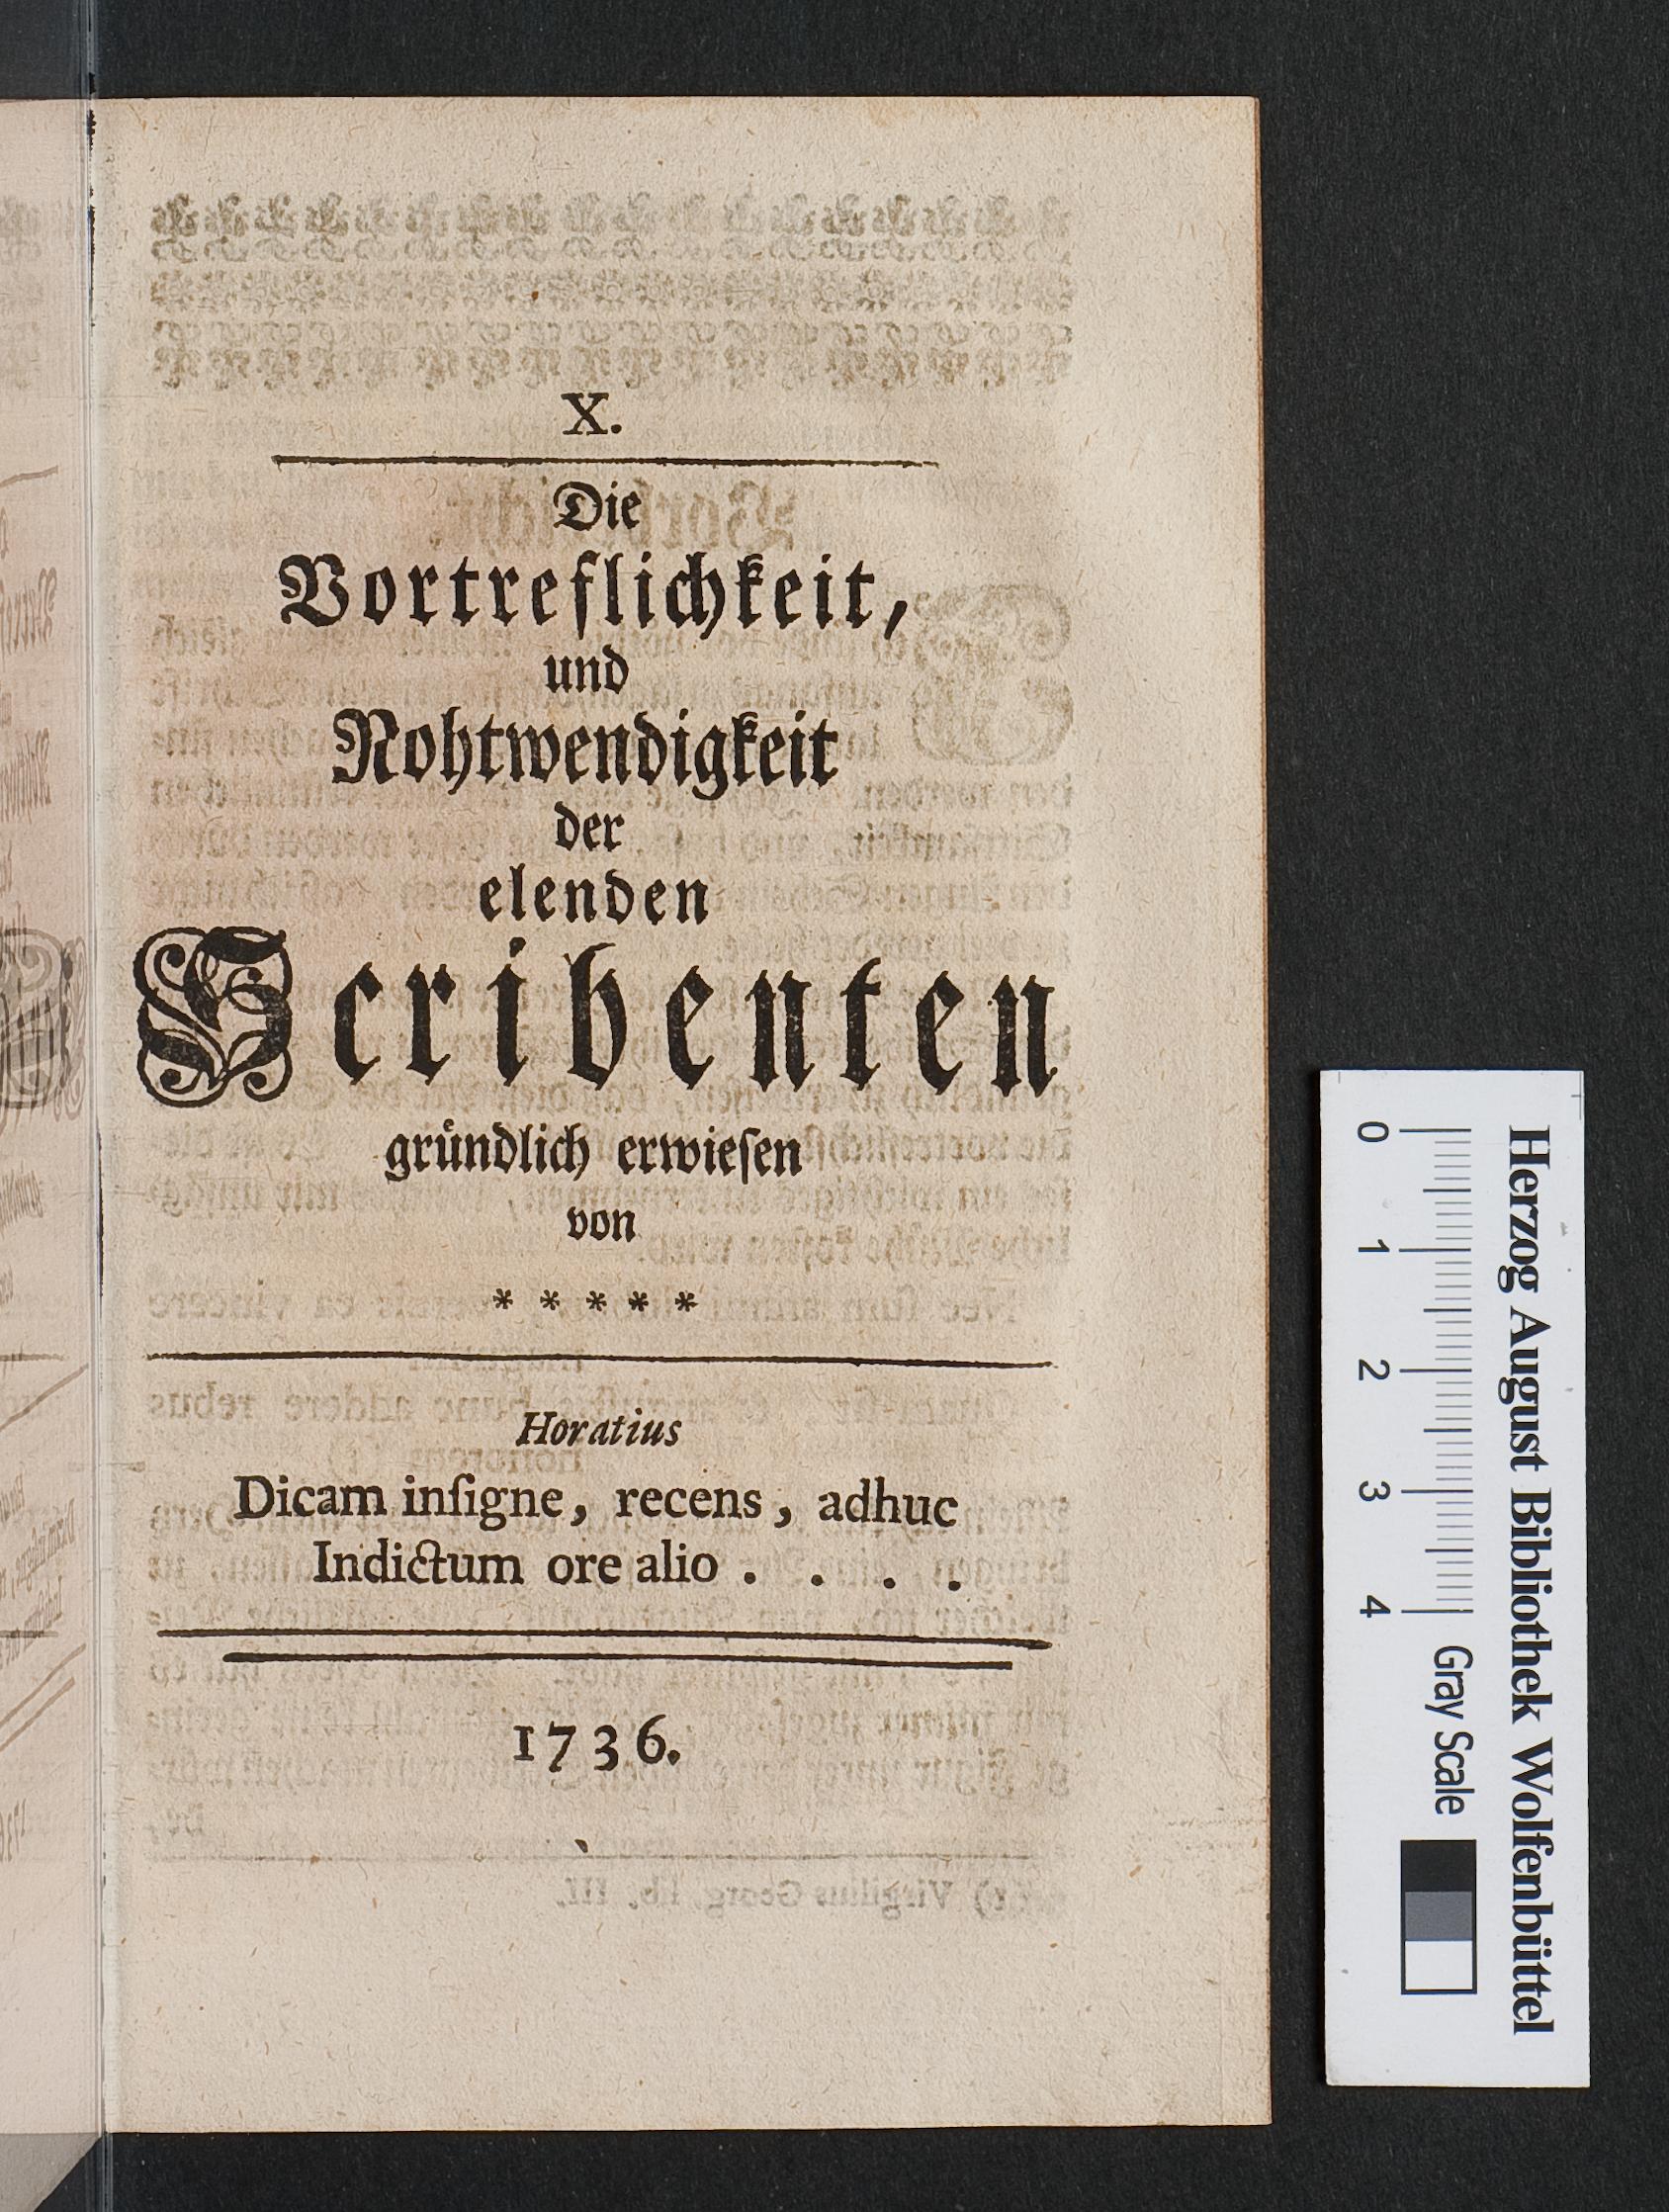 X.
Die
Vortreflichkeit,
und
Nohtwendigkeit
der
elenden
Scribenten
gründlich erwieſen
von
* * * * *
Horatius
Dicam inſigne, recens, adhuc
Indictum ore alio . . . .
1736.
Herzog August Bibliothek Wolfenbüttel
0 1 2 3 4 Gray Scale